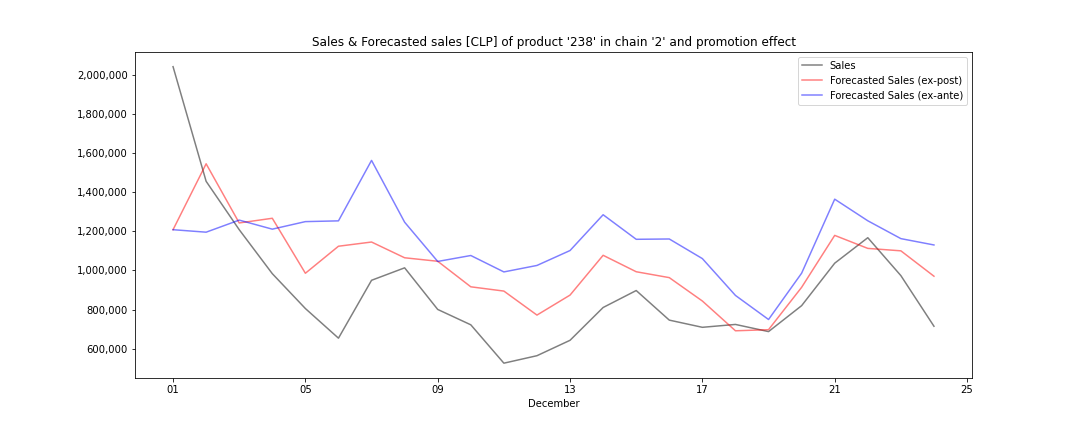 Sales & Forecasted sales [CLP] of product '238' in chain '2' and promotion effect
Sales
Forecasted Sales (ex-post)
Forecasted Sales (ex-ante)
2,000,000
1,800,000
1,600,000
1,400,000
1,200,000
1,000,000
800,000
600,000
01 05 09 13 17 21 25
December